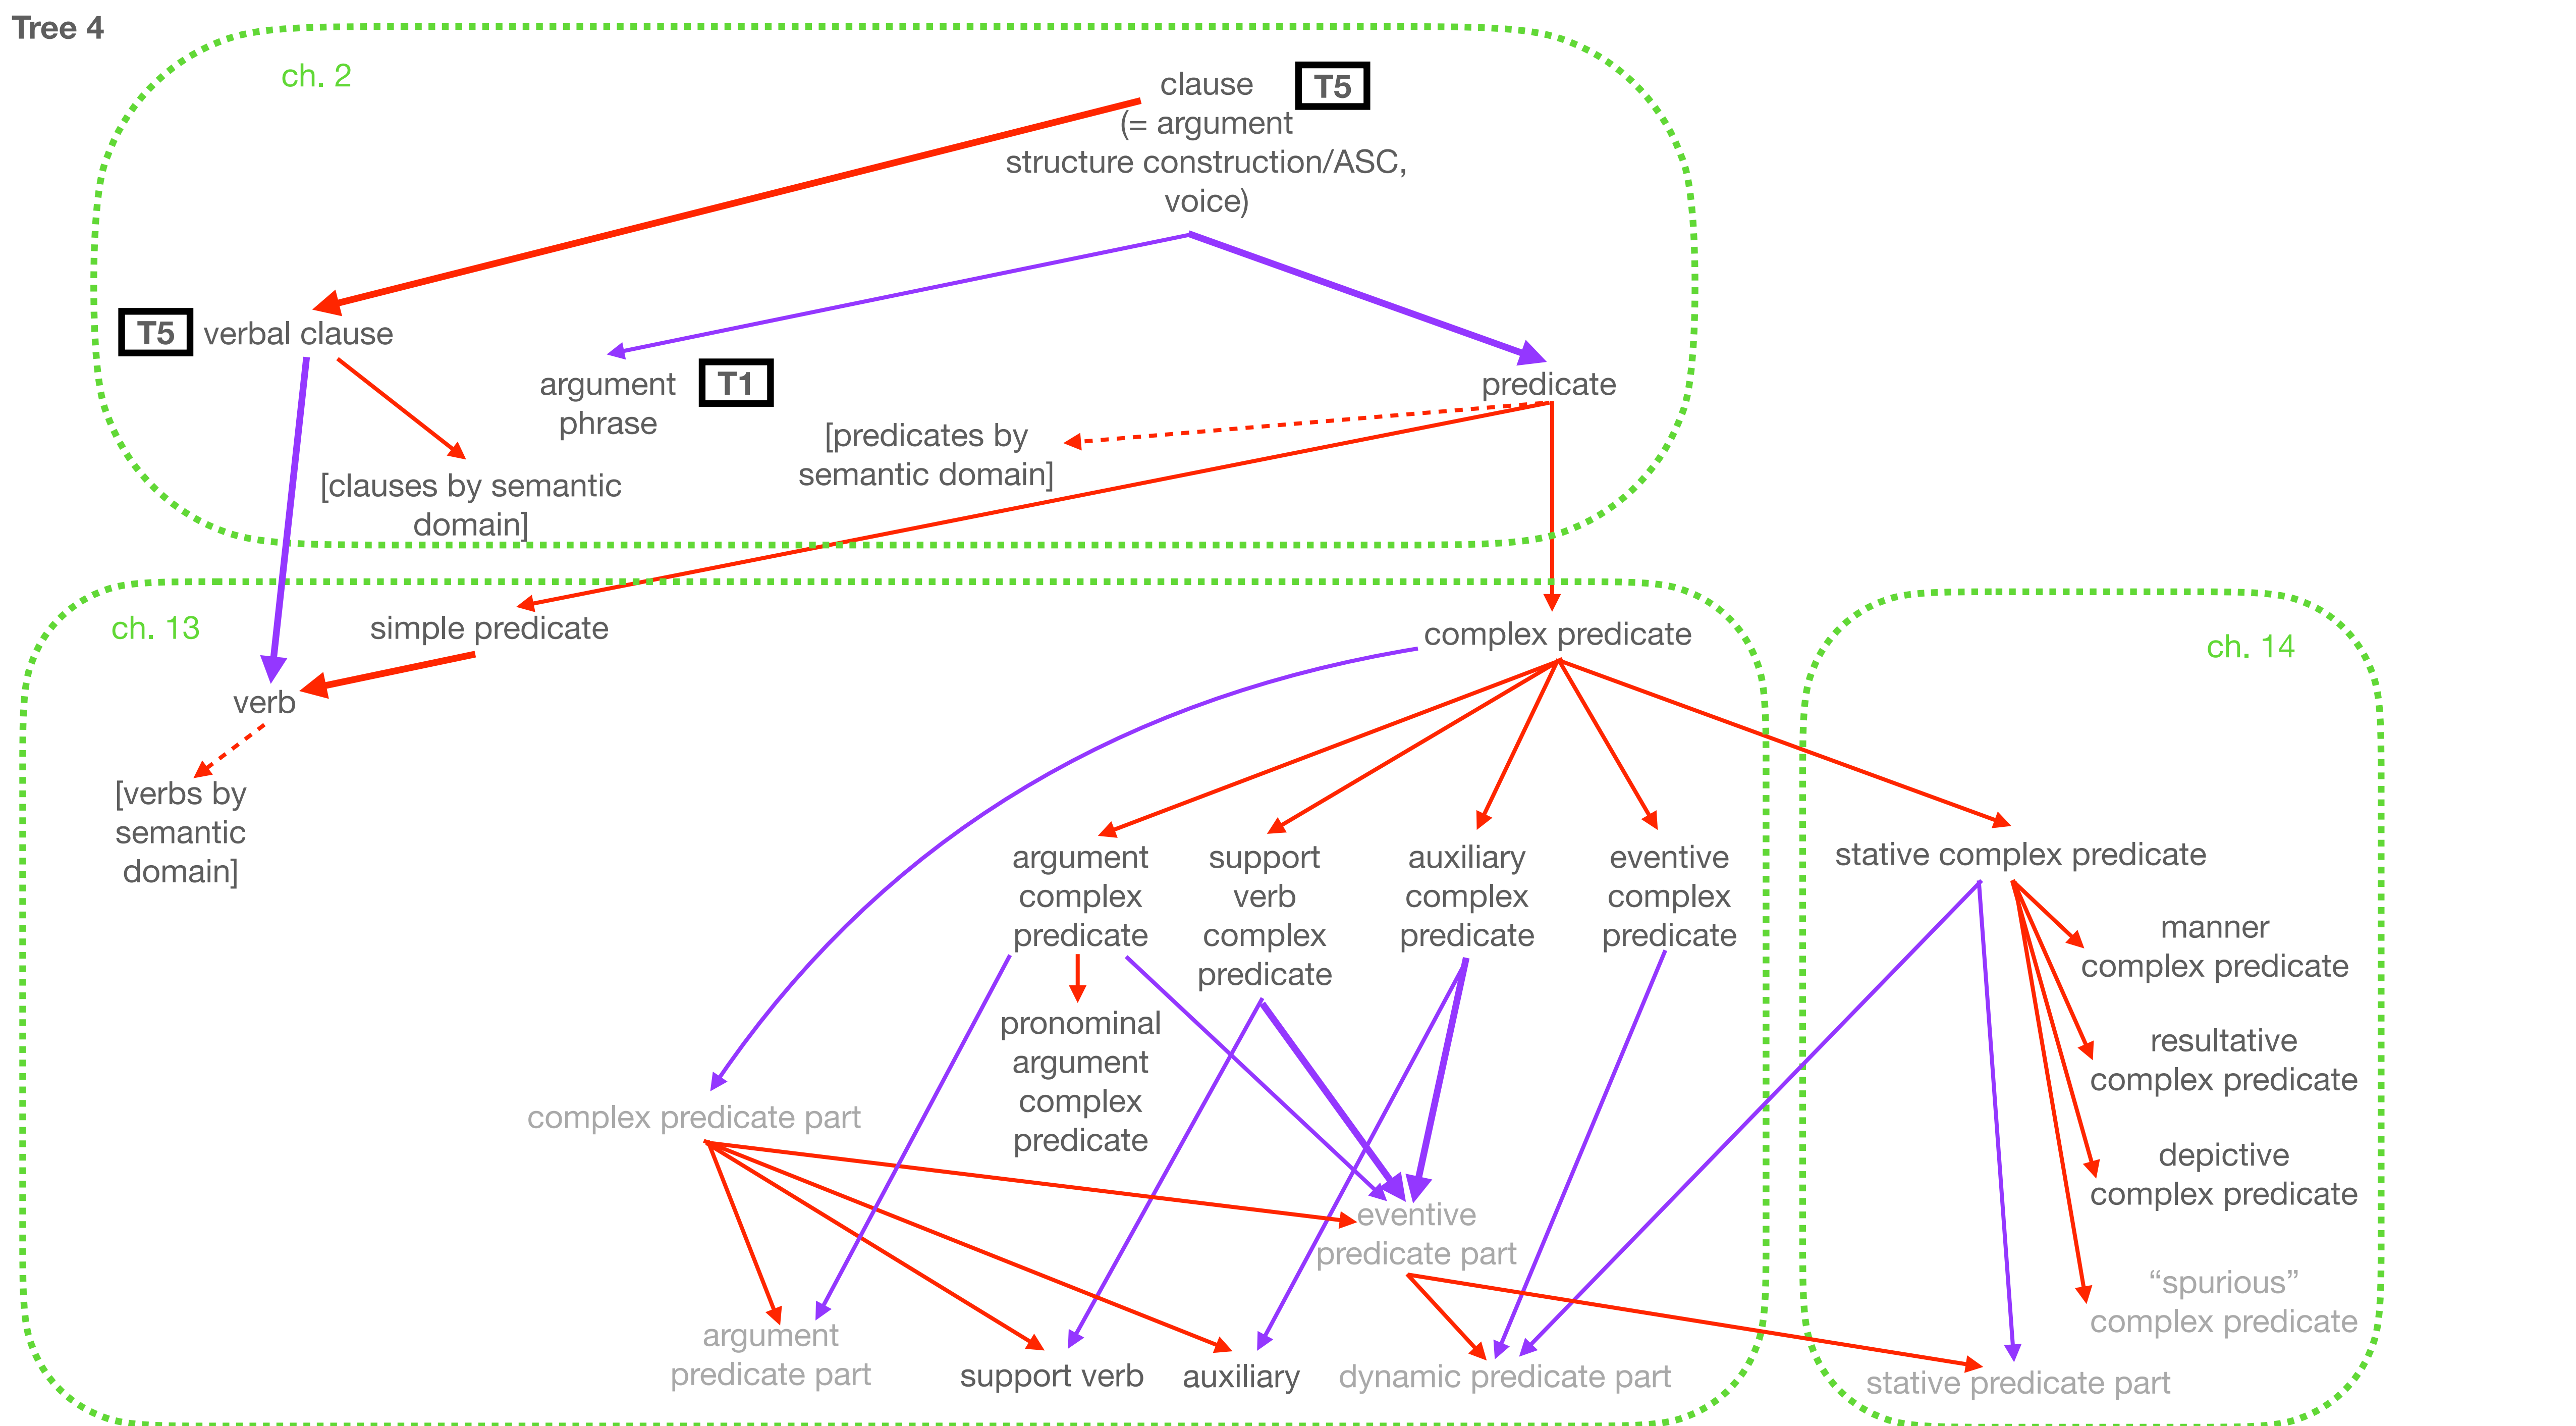 Tree 4
ch. 2
clause
T5
(= argument
structure construction/ASC,
voice)
T5
verbal clause
argument
phrase
T1
predicate
[predicates by
semantic domain]
[clauses by semantic
domain]
ch. 13
simple predicate
complex predicate
ch. 14
verb
[verbs by
semantic
domain]
argument
complex
predicate
support
verb
complex
predicate
auxiliary
complex
predicate
eventive
complex
predicate
stative complex predicate
manner
complex predicate
resultative
complex predicate
depictive
complex predicate
“spurious”
complex predicate
pronominal
argument
complex
predicate
complex predicate part
eventive
predicate part
argument
predicate part
support verb
auxiliary
dynamic predicate part
stative predicate part